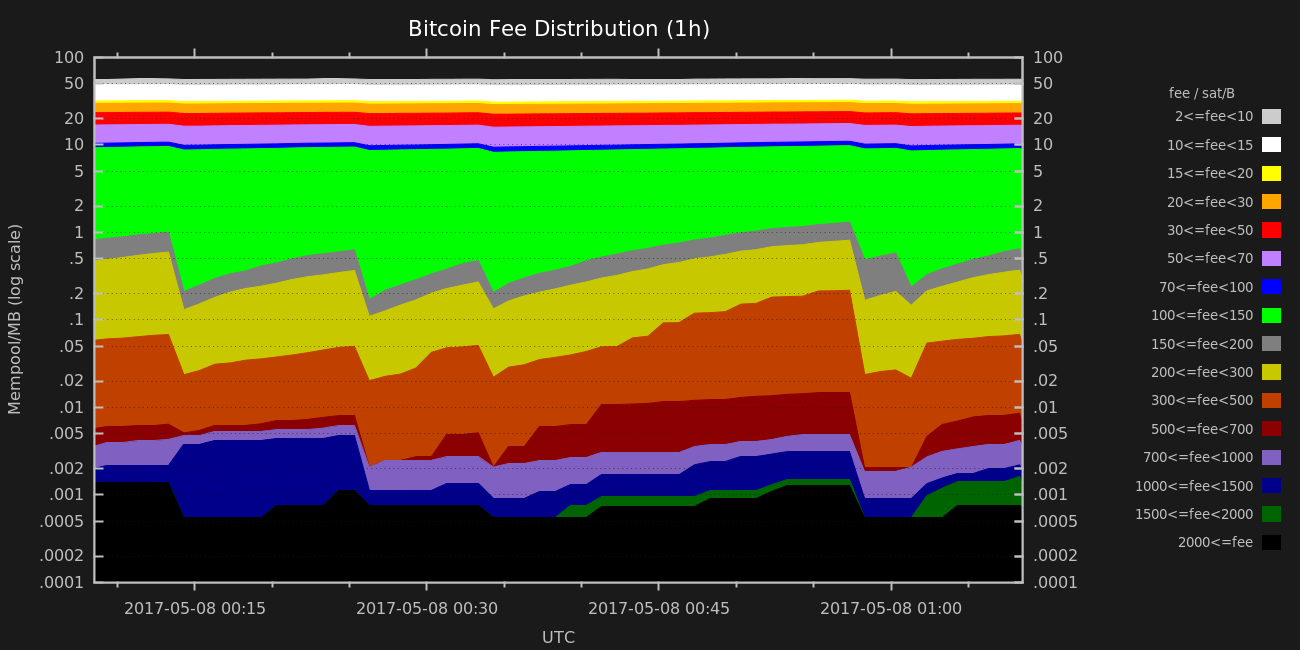 Bitcoin Fee Distribution (1h)
Mempool/MB (log scale)
100
50
20
10
5
2
1
.5
.2
.1
.05
.02
.01
.005
.002
.001
.0005
.0002
.0001
100
50
20
10
5
2
1
.5
.2
.1
.05
.02
.01
.005
.002
.001
.0005
.0002
.0001
2017-05-08 00:15
2017-05-08 00:30
2017-05-08 00:45
2017-05-08 01:00
UTC
fee / sat/B
2<=fee<10
10<=fee<15
15<=fee<20
20<=fee<30
30<=fee<50
50<=fee<70
70<=fee<100
100<=fee<150
150<=fee<200
200<=fee<300
300<=fee<500
500<=fee<700
700<=fee<1000
1000<=fee<1500
1500<=fee<2000
2000<=fee